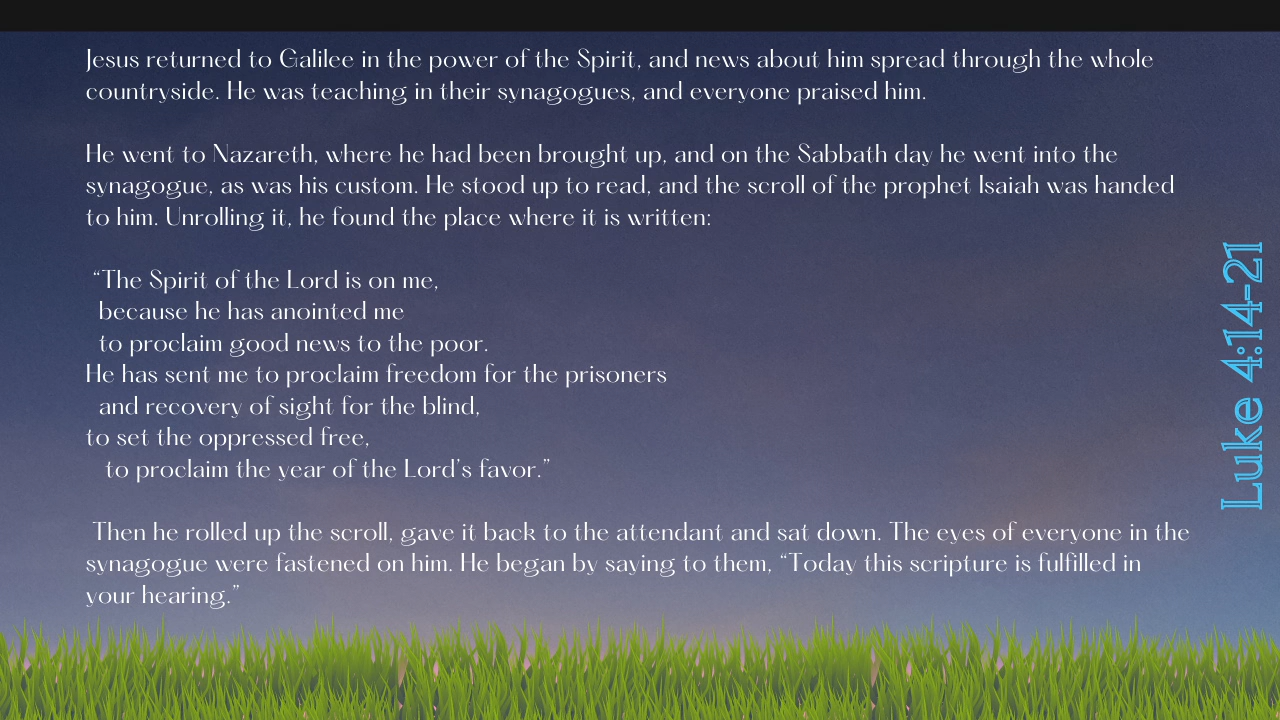 Jesus returned to Galilee in the power of the Spirit, and news about him spread through the whole
countryside. He was teaching in their synagogues, and everyone praised him.
He went to Nazareth, where he had been brought up, and on the Sabbath day he went into the
synagogue, as was his custom. He stood up to read, and the scroll of the prophet Isaiah was handed
to him. Unrolling it, he found the place where it is written:
“The Spirit of the Lord is on me,
because he has anointed me
to proclaim good news to the poor.
He has sent me to proclaim freedom for the prisoners
and recovery of sight for the blind,
to set the oppressed free,
to proclaim the year of the Lord’s favor.”
Then he rolled up the scroll, gave it back to the attendant and sat down. The eyes of everyone in the
synagogue were fastened on him. He began by saying to them, “Today this scripture is fulfilled in
your hearing.”
Luke 4:14-21